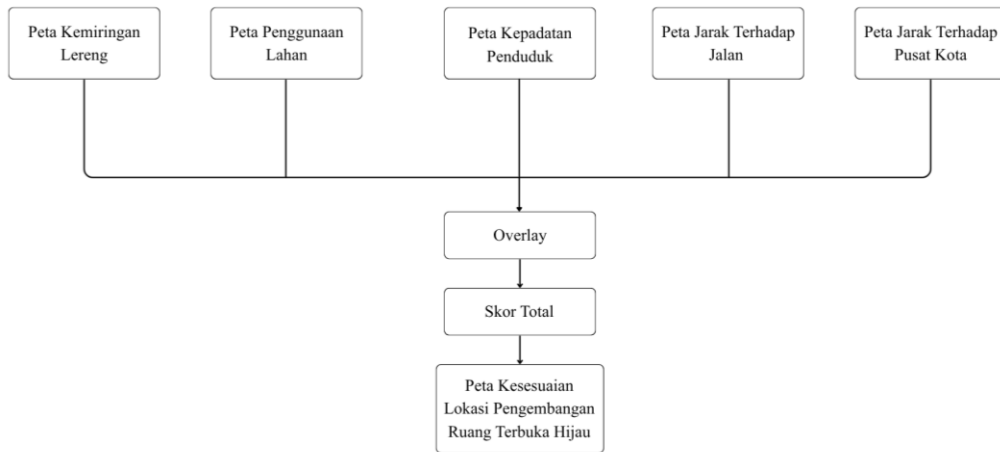 Peta Kemiringan
Lereng
Peta Penggunaan
Lahan
Peta Kepadatan
Penduduk
Peta Jarak Terhadap
Jalan
Peta Jarak Terhadap
Pusat Kota
Overlay
Skor Total
Peta Kesesuaian
Lokasi Pengembangan
Ruang Terbuka Hijau